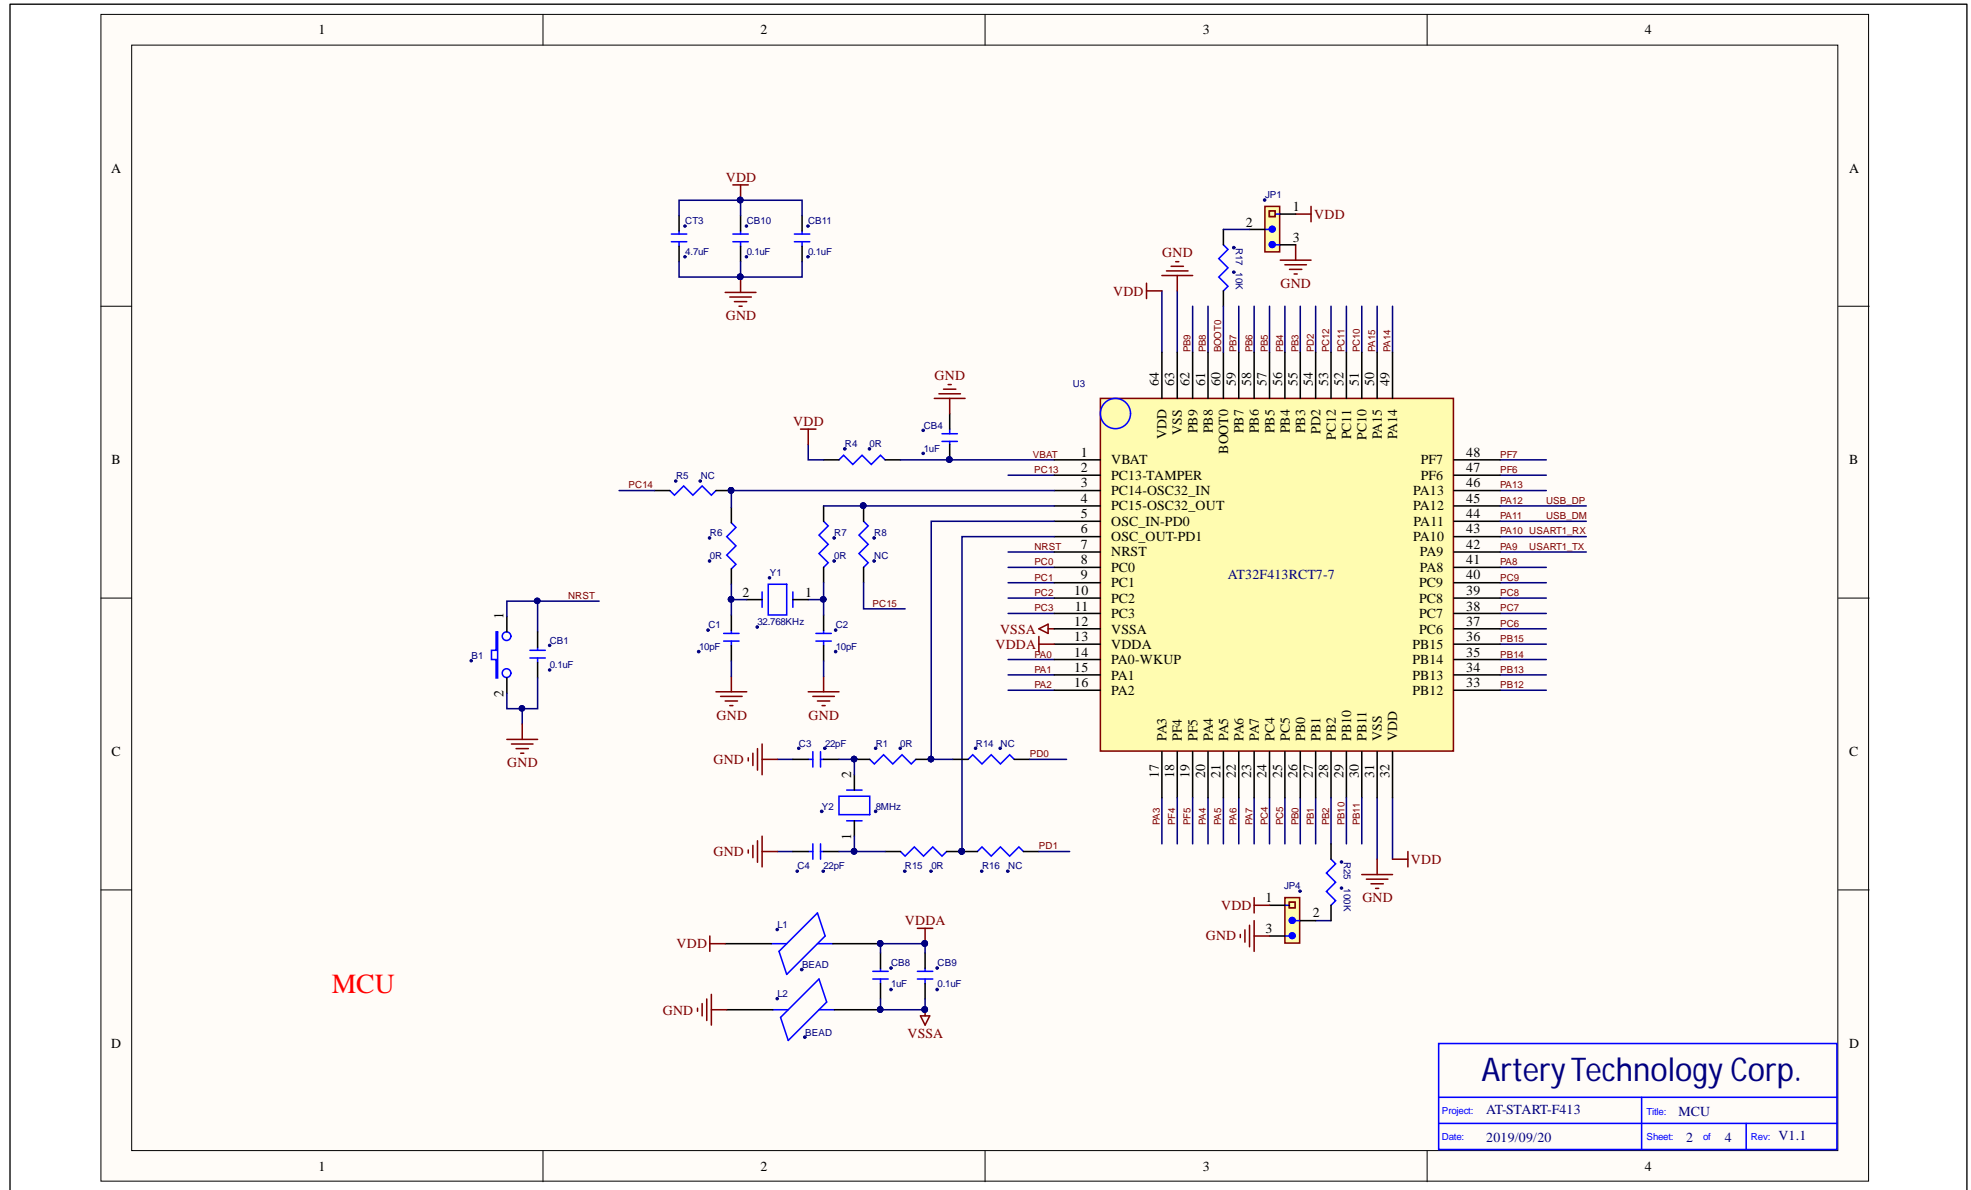 1 2 3 4
A A
JP1
VDD
1 VDD
2
3
CT3 CB10 CB11
4.7uF 0.1uF 0.1uF
R17 10K
GND
GND
VDD
GND
PB9 PB8 BOOT0 PB7 PB6 PB5 PB4 PB3 PD2 PC12 PC11 PC10 PA15 PA14
64 63 62 61 60 59 58 57 56 55 54 53 52 51 50 49
U3
VDD VSS PB9 PB8 BOOT0 PB7 PB6 PB5 PB4 PB3 PD2 PC12 PC11 PC10 PA15 PA14
GND
VDD
CB4
1uF
R4 0R
B B
VBAT 1 VBAT
PC13 2 PC13-TAMPER
PC14 R5 NC
3 PC14-OSC32_IN
4 PC15-OSC32_OUT
5 OSC_IN-PD0
6 OSC_OUT-PD1
NRST 7 NRST
PC0 8 PC0
PC1 9 PC1
PC2 10 PC2
PC3 11 PC3
VSSA 12 VSSA
VDDA 13 VDDA
PA0 14 PA0-WKUP
PA1 15 PA1
PA2 16 PA2
AT32F413RCT7-7
PF7 48 PF7
PF6 47 PF6
PA13 46 PA13
PA12 45 PA12 USB_DP
PA11 44 PA11 USB_DM
PA10 43 PA10 USART1_RX
PA9 42 PA9 USART1_TX
PA8 41 PA8
PC9 40 PC9
PC8 39 PC8
PC7 38 PC7
PC6 37 PC6
PB15 36 PB15
PB14 35 PB14
PB13 34 PB13
PB12 33 PB12
R6 R7 R8
0R 0R NC
Y1
2 1
32.768KHz
PC15
C1 C2
10pF 10pF
GND GND
NRST
1
B1
2
CB1
0.1uF
GND
PA3 PF4 PF5 PA4 PA5 PA6 PA7 PC4 PC5 PB0 PB1 PB2 PB10 PB11 VSS VDD
17 18 19 20 21 22 23 24 25 26 27 28 29 30 31 32
PA3 PF4 PF5 PA4 PA5 PA6 PA7 PC4 PC5 PB0 PB1 PB2 PB10 PB11
C C
C3 22pF R1 0R R14 NC
GND PD0
2
Y2 8MHz
1
GND PD1
C4 22pF R15 0R R16 NC
VDD
GND
R25 100K
JP4
VDD 1
2
GND 3
L1
VDDA
VDD
BEAD
CB8 CB9
1uF 0.1uF
L2
GND
BEAD
VSSA
MCU
D D
Artery Technology Corp.
Project: AT-START-F413 Title: MCU
Date: 2019/09/20 Sheet: 2 of 4 Rev: V1.1
1 2 3 4